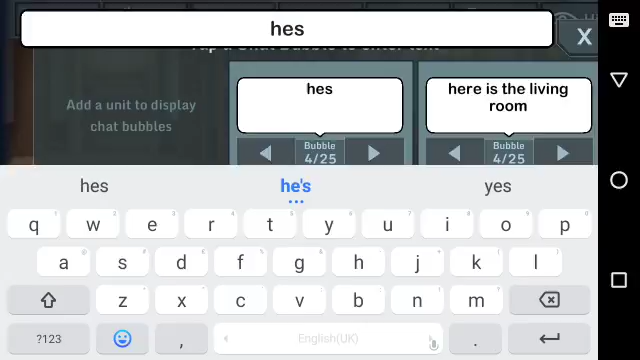 hes
X
Tap a Chat Bubble to enter text
Add a unit to display
chat bubbles
hes
here is the living
room
Bubble
4/25
Bubble
4/25
hes he's yes
q w e r t y u i o p
a s d f g h j k l
z x c v b n m
?123 , English(UK) .